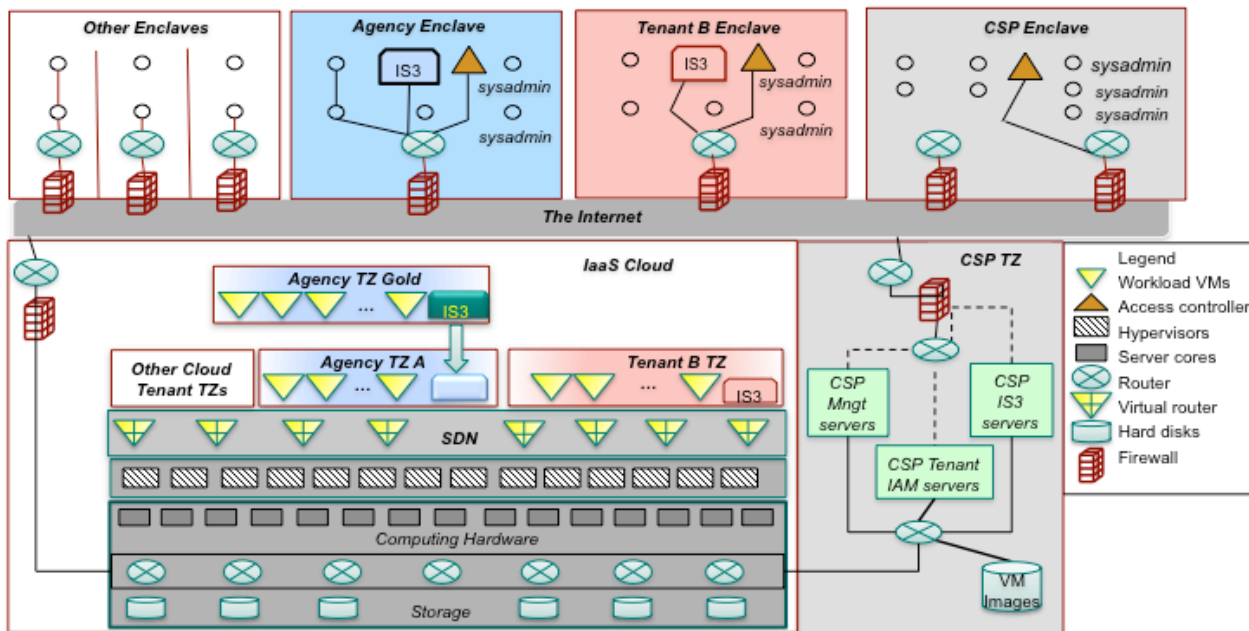 Other Enclaves
Agency Enclave
IS3
sysadmin
sysadmin
Tenant B Enclave
IS3
sysadmin
sysadmin
CSP Enclave
sysadmin
sysadmin
sysadmin
The Internet
IaaS Cloud
Agency TZ Gold
...
IS3
Other Cloud
Tenant TZs
Agency TZ A
...
Tenant B TZ
...
IS3
SDN
Computing Hardware
Storage
CSP TZ
CSP
Mngt
servers
CSP
IS3
servers
CSP Tenant
IAM servers
VM
Images
Legend
Workload VMs
Access controller
Hypervisors
Server cores
Router
Virtual router
Hard disks
Firewall